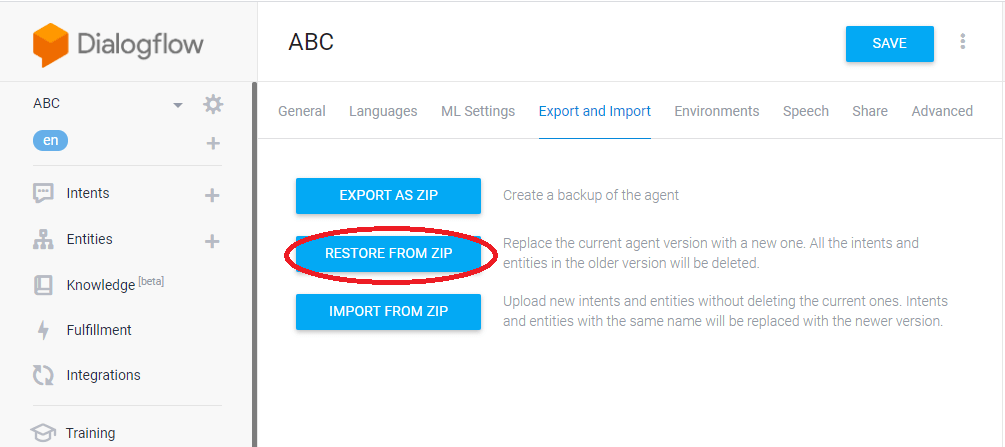 Dialogflow
ABC
SAVE
ABC
en
General Languages ML Settings Export and Import Environments Speech Share Advanced
Intents
Entities
Knowledge [beta]
Fulfillment
Integrations
Training
EXPORT AS ZIP
Create a backup of the agent
RESTORE FROM ZIP
Replace the current agent version with a new one. All the intents and
entities in the older version will be deleted.
IMPORT FROM ZIP
Upload new intents and entities without deleting the current ones. Intents
and entities with the same name will be replaced with the newer version.